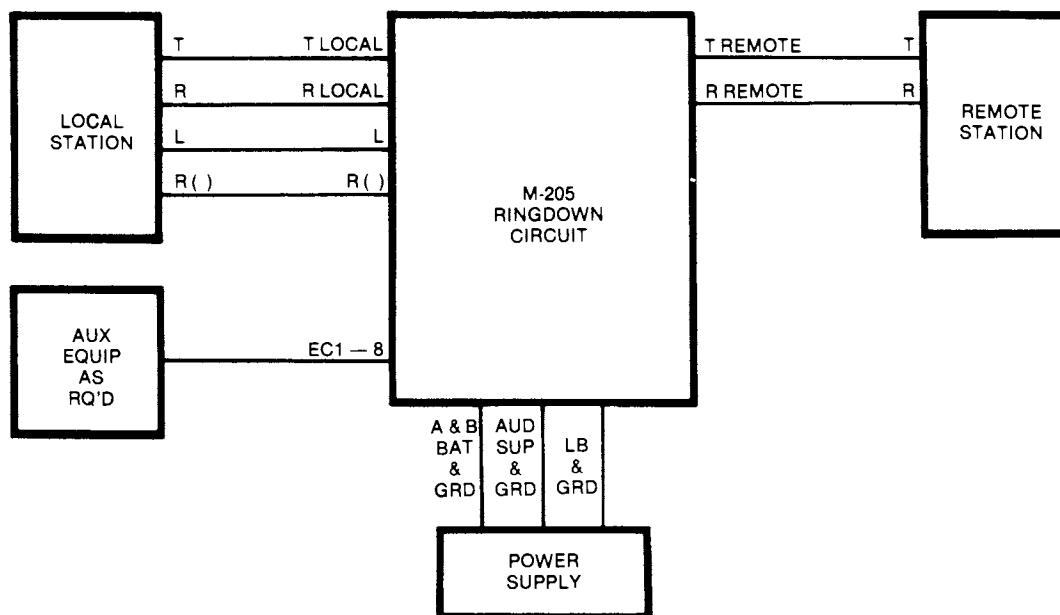 LOCAL
STATION
T
R
L
R ( )
T LOCAL
R LOCAL
L
R ( )
M-205
RINGDOWN
CIRCUIT
T REMOTE
R REMOTE
T
R
REMOTE
STATION
AUX
EQUIP
AS
RQ'D
EC1 — 8
A & B
BAT
&
GRD
AUD
SUP
&
GRD
LB
&
GRD
POWER
SUPPLY